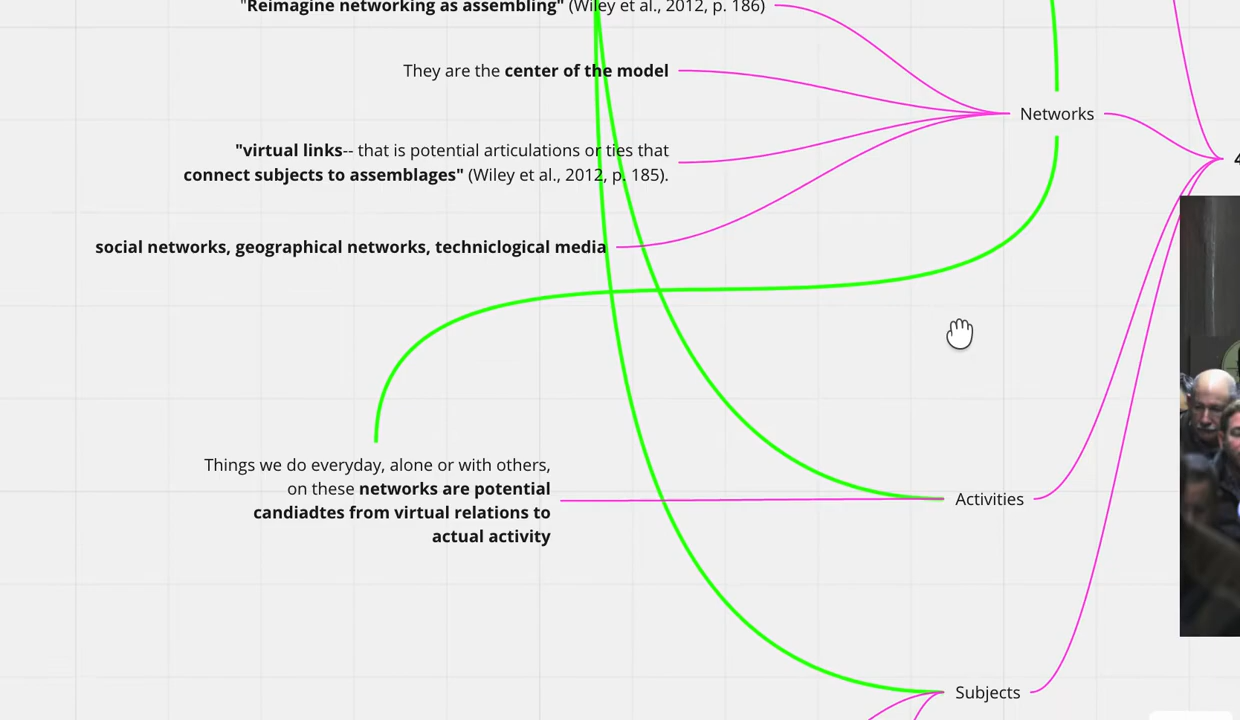 "Reimagine networking as assembling" (Wiley et al., 2012, p. 186)
They are the center of the model
Networks
"virtual links-- that is potential articulations or ties that
connect subjects to assemblages" (Wiley et al., 2012, p. 185).
4
social networks, geographical networks, techniclogical media
Things we do everyday, alone or with others,
on these networks are potential
candiadtes from virtual relations to
actual activity
Activities
Subjects